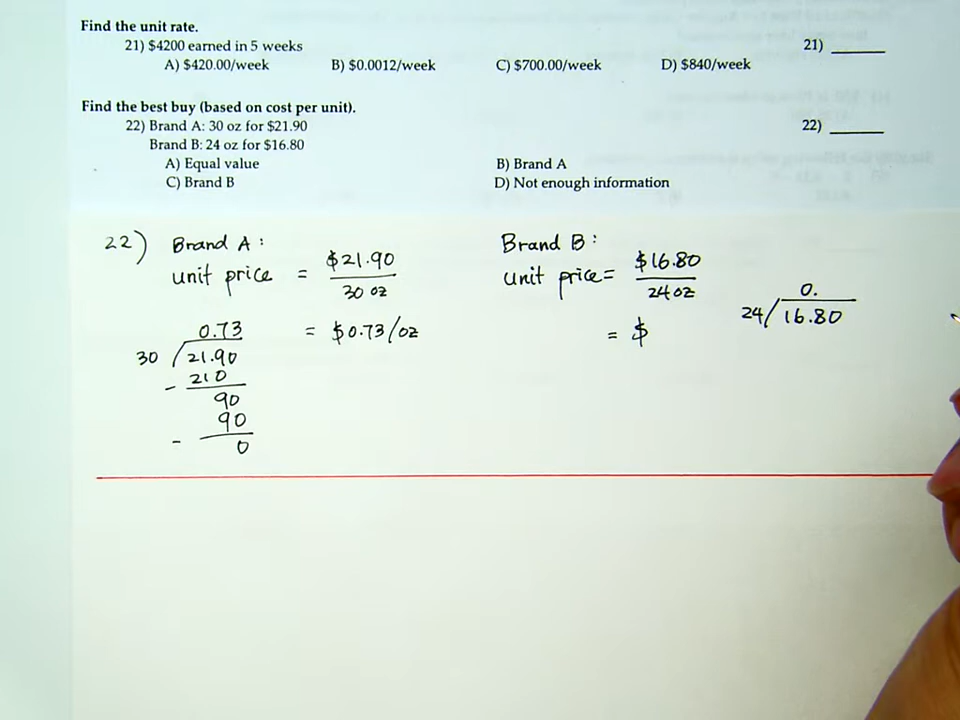 Find the unit rate.
21) $4200 earned in 5 weeks 21) ______
A) $420.00/week B) $0.0012/week C) $700.00/week D) $840/week
Find the best buy (based on cost per unit).
22) Brand A: 30 oz for $21.90 22) ______
Brand B: 24 oz for $16.80
A) Equal value B) Brand A
C) Brand B D) Not enough information
22) Brand A:
unit price = $21.90 / 30 oz
= $0.73/oz
0.73
30 21.90
- 210
90
- 90
0
Brand B:
unit price = $16.80 / 24 oz
= $
0.
24 16.80